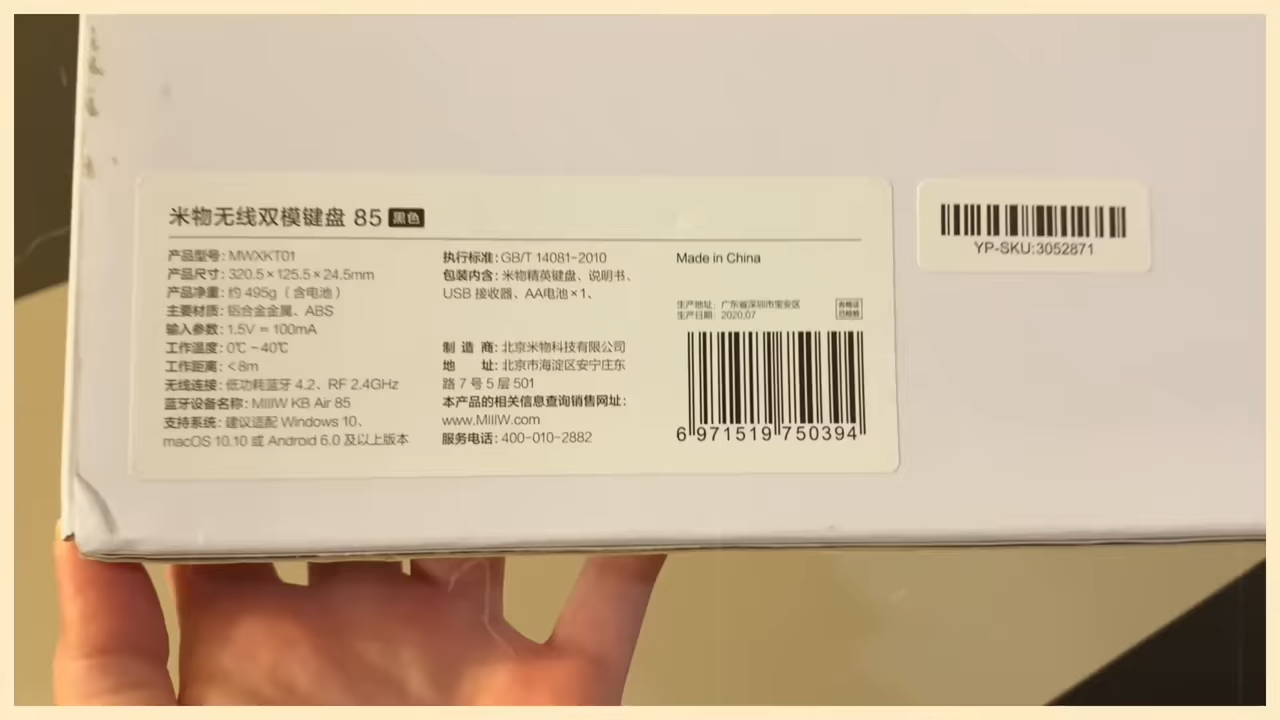 米物无线双模键盘 85 黑色
产品型号: MWXKT01
产品尺寸: 320.5×125.5×24.5mm
产品净重: 约 495g（含电池）
主要材质: 铝合金金属、ABS
输入参数: 1.5V ⎓ 100mA
工作温度: 0℃ ~40℃
工作距离: <8m
无线连接: 低功耗蓝牙 4.2、RF 2.4GHz
蓝牙设备名称: MIIIW KB Air 85
支持系统: 建议适配 Windows 10、
macOS 10.10 或 Android 6.0 及以上版本
执行标准: GB/T 14081-2010
包装内含: 米物精英键盘、说明书、
USB 接收器、AA电池×1、
制 造 商: 北京米物科技有限公司
地 址: 北京市海淀区安宁庄东
路 7 号 5 层 501
本产品的相关信息查询销售网址:
www.MIIIW.com
服务电话: 400-010-2882
Made in China
生产地址: 广东省深圳市宝安区
生产日期: 2020.07
合格证
已检验
6 971519 750394
YP-SKU:3052871